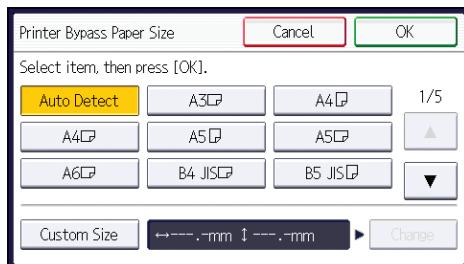 Printer Bypass Paper Size Cancel OK
Select item, then press [OK].
Auto Detect A3 A4 1/5
A4 A5 A5
A6 B4 JIS B5 JIS
Custom Size ↔---.-mm ↕---.-mm Change